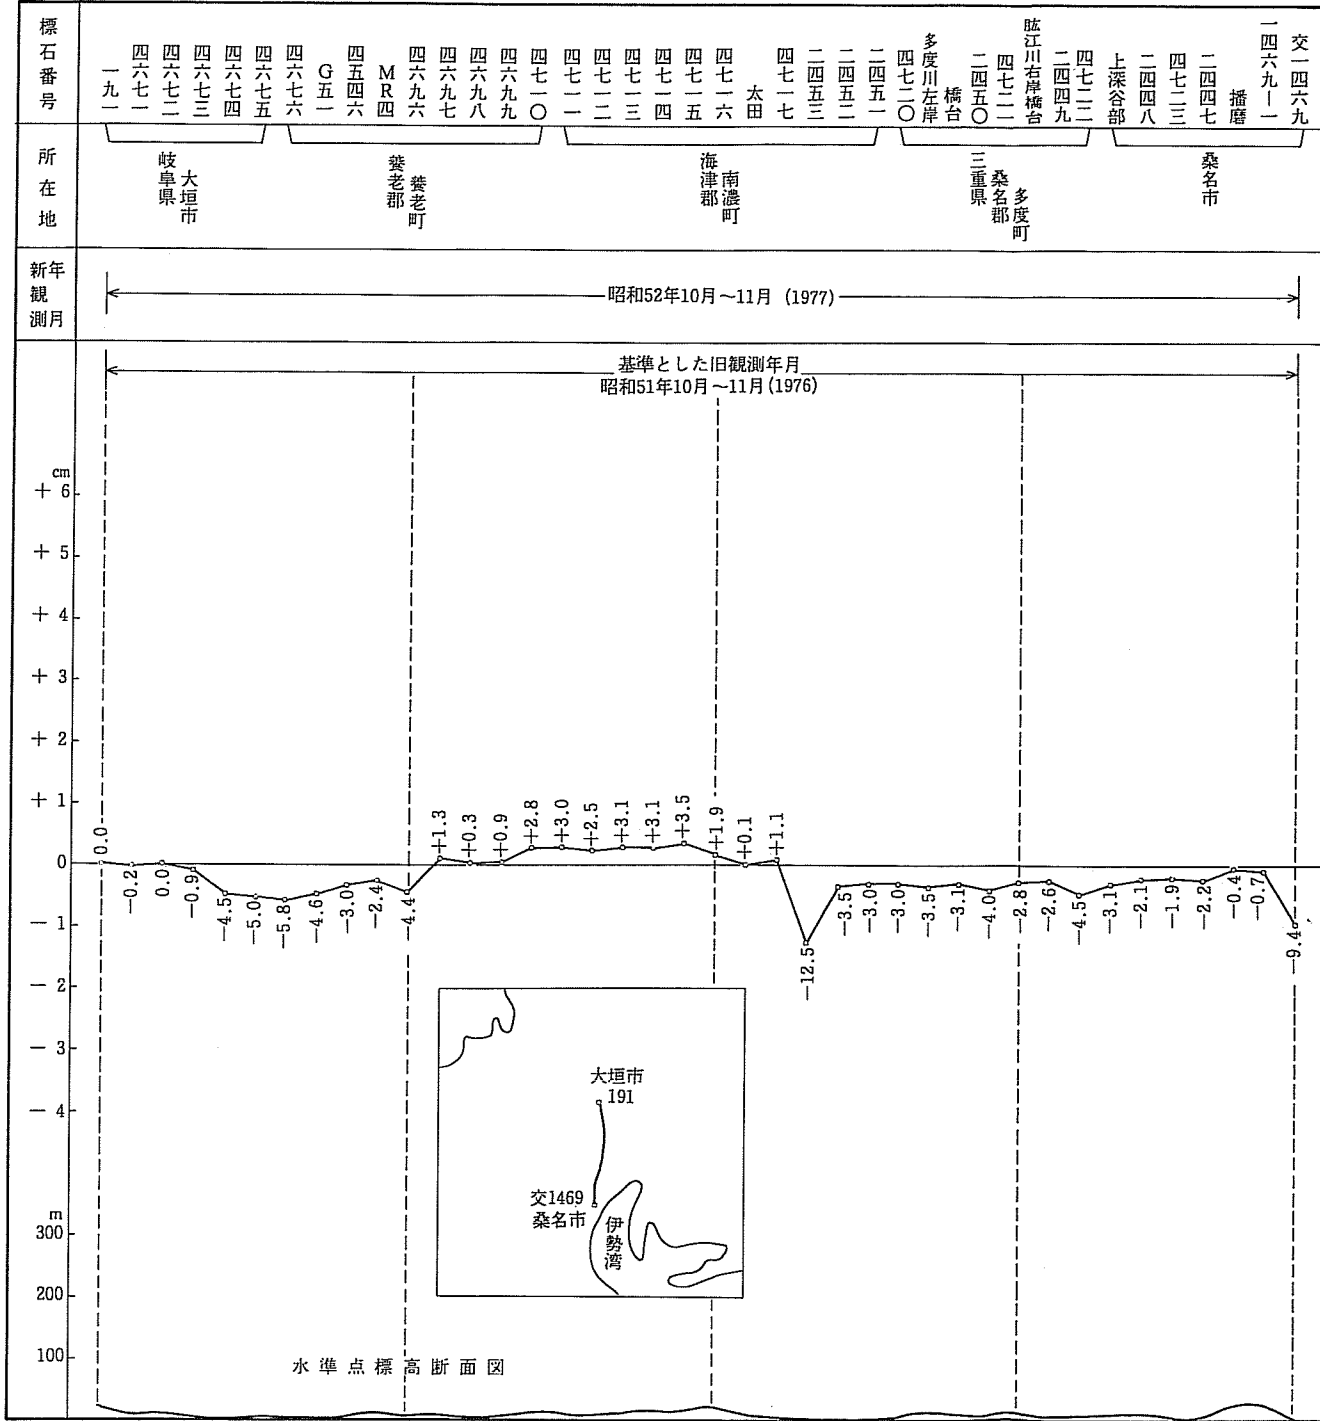 標石番号
一九一
四六七一
四六七二
四六七三
四六七四
四六七五
四六七六
G五一
四五四六
MR四
四六九六
四六九七
四六九八
四六九九
四七一〇
四七一一
四七一二
四七一三
四七一四
四七一五
四七一六
太田
四七一七
二四五三
二四五二
二四五一
四七二〇
多度川左岸
橋台
二四五〇
四七二一
肱江川右岸橋台
二四四九
四七二二
上深谷部
二四四八
四七二三
二四四七
播磨
一四六九―一
交一四六九
所在地
岐阜県
大垣市
養老郡
養老町
海津郡
南濃町
三重県
桑名郡
多度町
桑名市
新観測
年月
昭和52年10月～11月 (1977)
基準とした旧観測年月
昭和51年10月～11月(1976)
cm
+ 6
+ 5
+ 4
+ 3
+ 2
+ 1
0
− 1
− 2
− 3
− 4
0.0
−0.2
0.0
−0.9
−4.5
−5.0
−5.8
−4.6
−3.0
−2.4
−4.4
+1.3
+0.3
+0.9
+2.8
+3.0
+2.5
+3.1
+3.1
+3.5
+1.9
+0.1
+1.1
−12.5
−3.5
−3.0
−3.0
−3.5
−3.1
−4.0
−2.8
−2.6
−4.5
−3.1
−2.1
−1.9
−2.2
−0.4
−0.7
−9.4
大垣市
191
交1469
桑名市
伊勢湾
m
300
200
100
水準点標高断面図